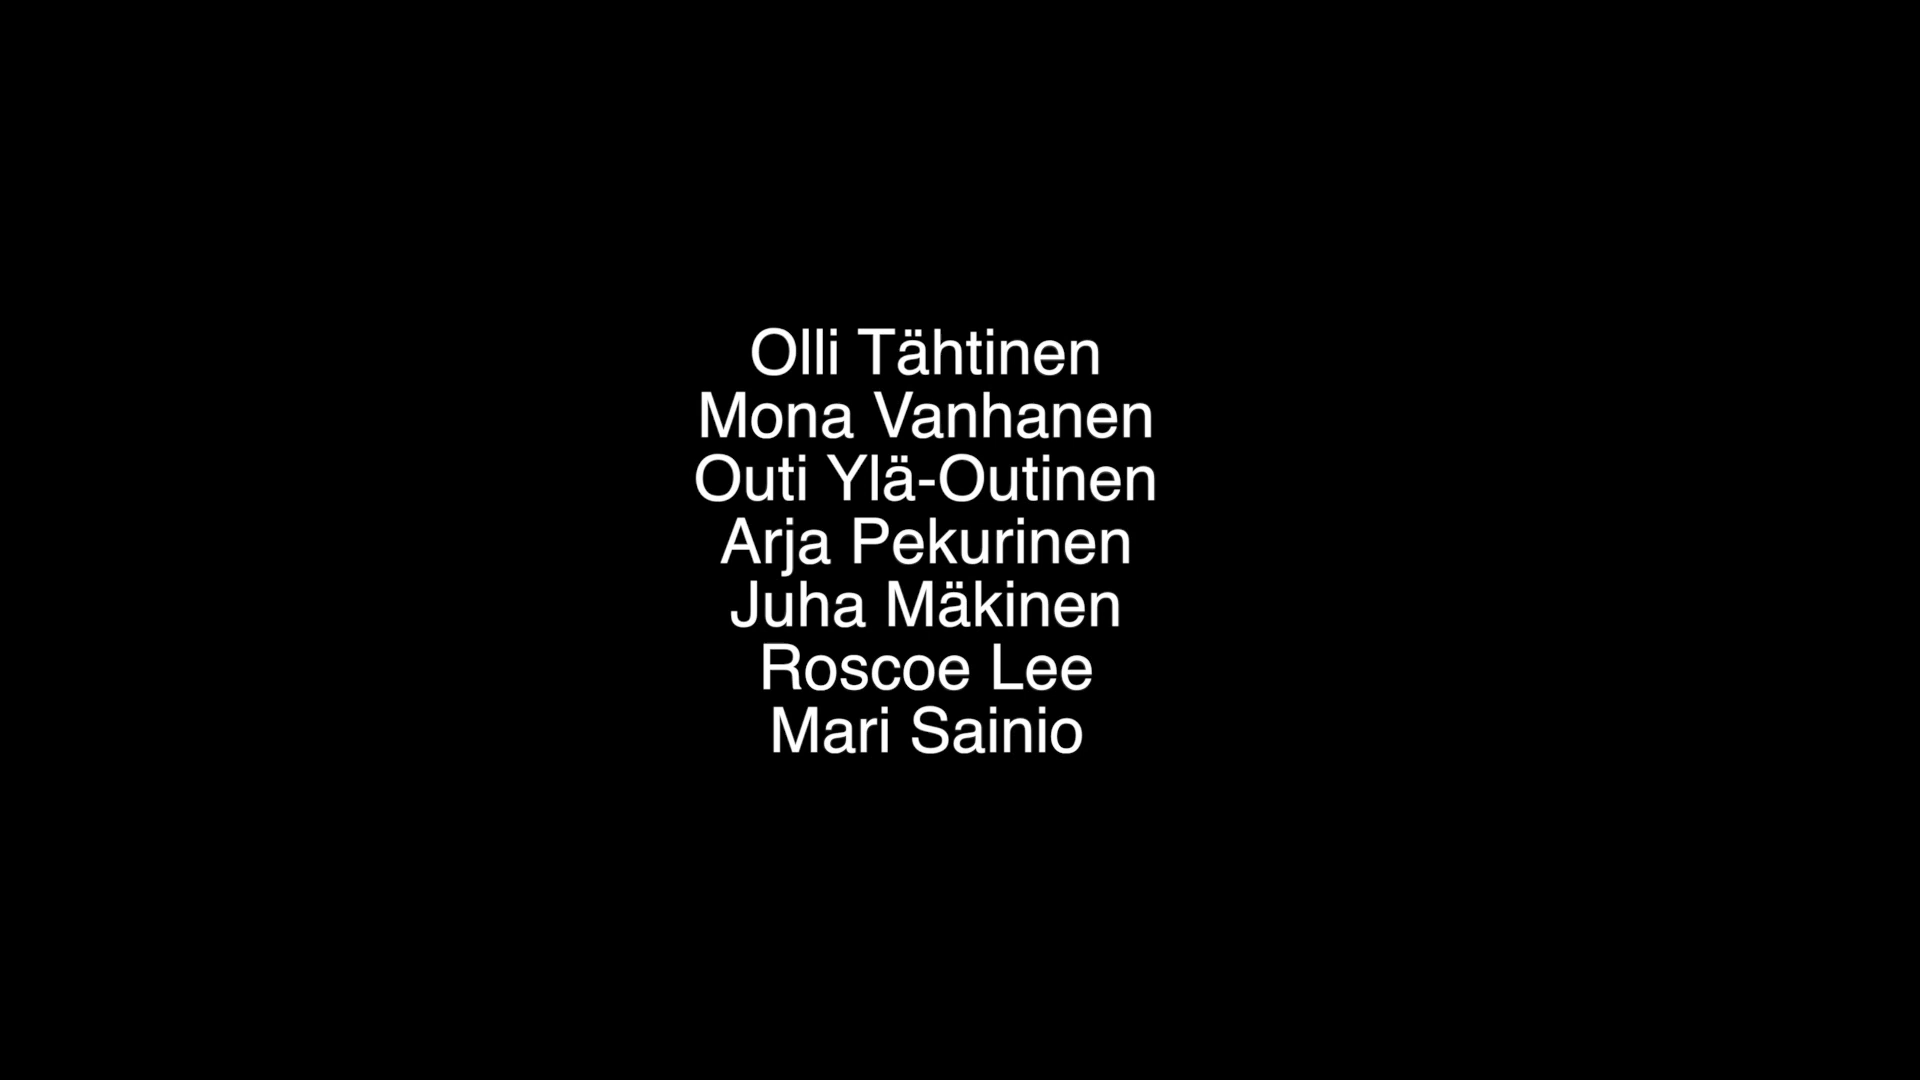 Olli Tähtinen
Mona Vanhanen
Outi Ylä-Outinen
Arja Pekurinen
Juha Mäkinen
Roscoe Lee
Mari Sainio